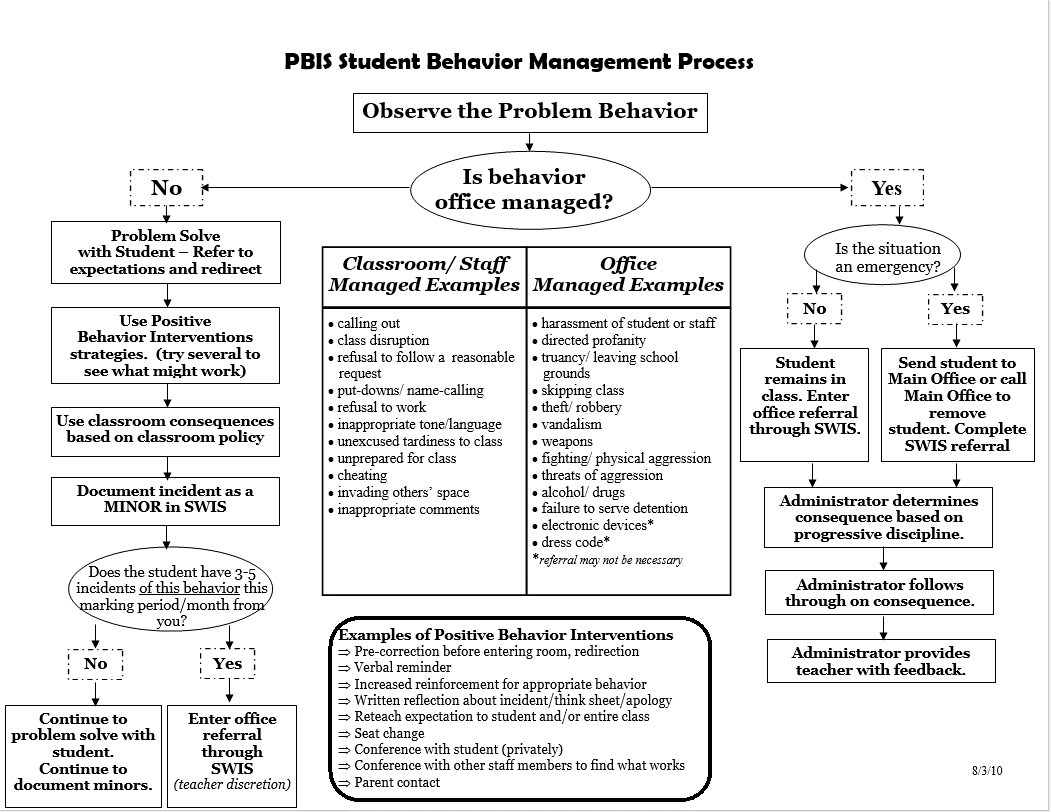 PBIS Student Behavior Management Process
Observe the Problem Behavior
Is behavior
office managed?
No
Problem Solve
with Student – Refer to
expectations and redirect
Use Positive
Behavior Interventions
strategies. (try several to
see what might work)
Use classroom consequences
based on classroom policy
Document incident as a
MINOR in SWIS
Does the student have 3-5
incidents of this behavior this
marking period/month from
you?
No
Continue to
problem solve with
student.
Continue to
document minors.
Yes
Enter office
referral
through
SWIS
(teacher discretion)
Classroom/ Staff
Managed Examples
• calling out
• class disruption
• refusal to follow a reasonable
request
• put-downs/ name-calling
• refusal to work
• inappropriate tone/language
• unexcused tardiness to class
• unprepared for class
• cheating
• invading others’ space
• inappropriate comments
Office
Managed Examples
• harassment of student or staff
• directed profanity
• truancy/ leaving school
grounds
• skipping class
• theft/ robbery
• vandalism
• weapons
• fighting/ physical aggression
• threats of aggression
• alcohol/ drugs
• failure to serve detention
• electronic devices*
• dress code*
*referral may not be necessary
Examples of Positive Behavior Interventions
⇒ Pre-correction before entering room, redirection
⇒ Verbal reminder
⇒ Increased reinforcement for appropriate behavior
⇒ Written reflection about incident/think sheet/apology
⇒ Reteach expectation to student and/or entire class
⇒ Seat change
⇒ Conference with student (privately)
⇒ Conference with other staff members to find what works
⇒ Parent contact
Yes
Is the situation
an emergency?
No
Student
remains in
class. Enter
office referral
through SWIS.
Yes
Send student to
Main Office or call
Main Office to
remove
student. Complete
SWIS referral
Administrator determines
consequence based on
progressive discipline.
Administrator follows
through on consequence.
Administrator provides
teacher with feedback.
8/3/10